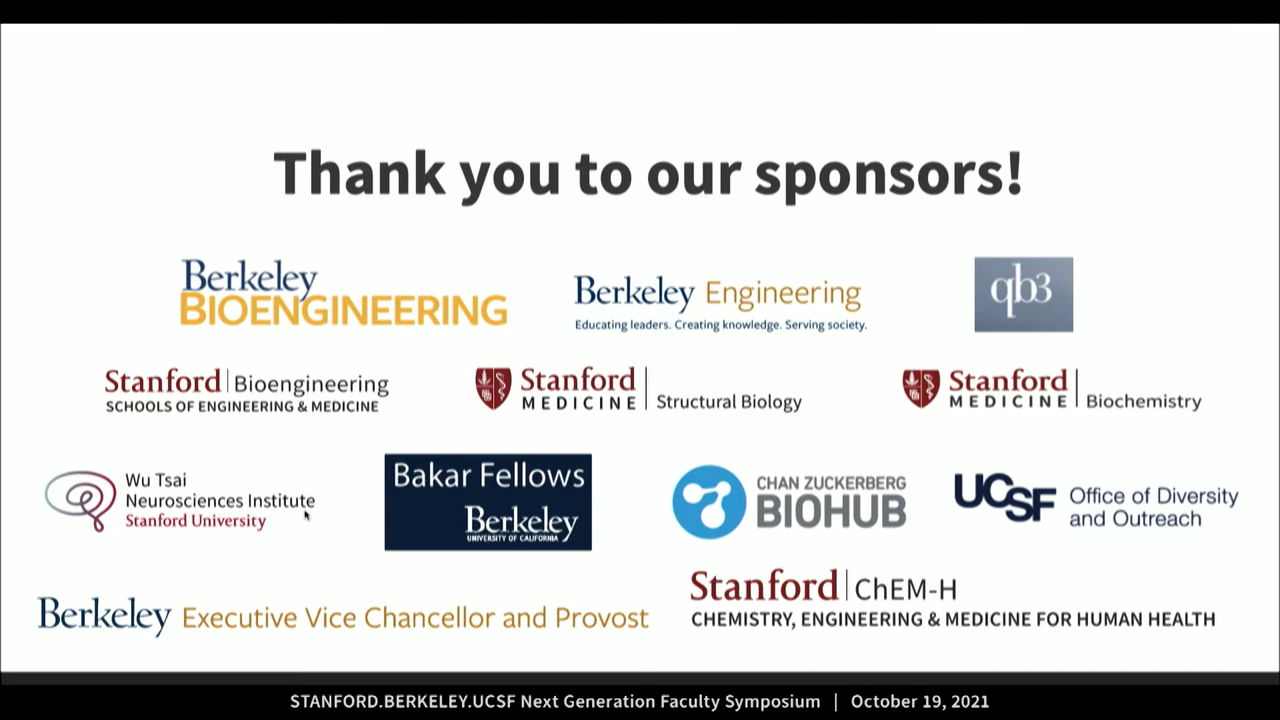 Thank you to our sponsors!
Berkeley
BIOENGINEERING
Berkeley Engineering
Educating leaders. Creating knowledge. Serving society.
qb3
Stanford | Bioengineering
SCHOOLS OF ENGINEERING & MEDICINE
Stanford
MEDICINE | Structural Biology
Stanford
MEDICINE | Biochemistry
Wu Tsai
Neurosciences Institute
Stanford University
Bakar Fellows
Berkeley
UNIVERSITY OF CALIFORNIA
CHAN ZUCKERBERG
BIOHUB
UCSF
Office of Diversity
and Outreach
Berkeley Executive Vice Chancellor and Provost
Stanford | ChEM-H
CHEMISTRY, ENGINEERING & MEDICINE FOR HUMAN HEALTH
STANFORD.BERKELEY.UCSF Next Generation Faculty Symposium | October 19, 2021